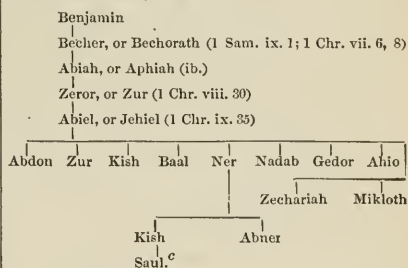 Benjamin
Becher, or Bechorath (1 Sam. ix. 1; 1 Chr. vii. 6, 8)
Abiah, or Aphiah (ib.)
Zeror, or Zur (1 Chr. viii. 30)
Abiel, or Jehiel (1 Chr. ix. 35)
Abdon Zur Kish Baal Ner Nadab Gedor Ahio
Zechariah Mikloth
Kish Abner
Saul.c